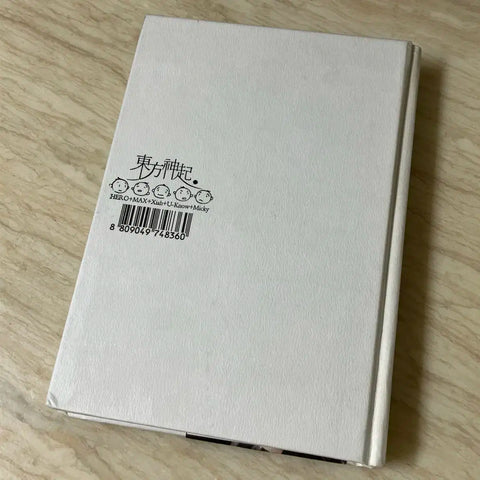 東方神起
HERO+MAX+Xiah+U-Know+Micky
8 809049 748360